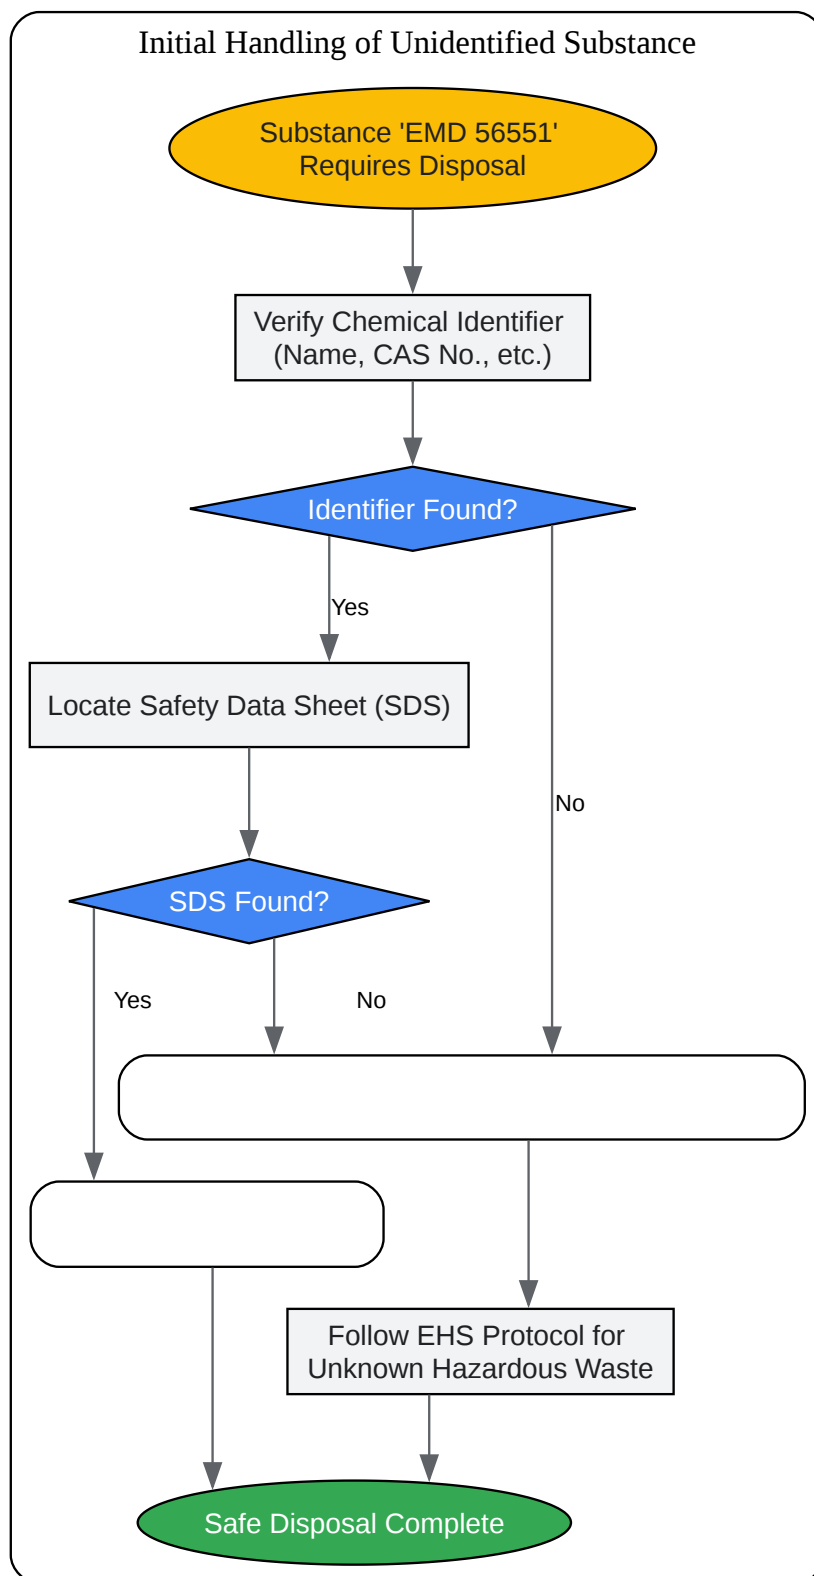 Initial Handling of Unidentified Substance
Substance 'EMD 56551'
Requires Disposal
Verify Chemical Identifier
(Name, CAS No., etc.)
Identifier Found?
Yes
Locate Safety Data Sheet (SDS)
No
SDS Found?
Yes
No
Follow EHS Protocol for
Unknown Hazardous Waste
Safe Disposal Complete